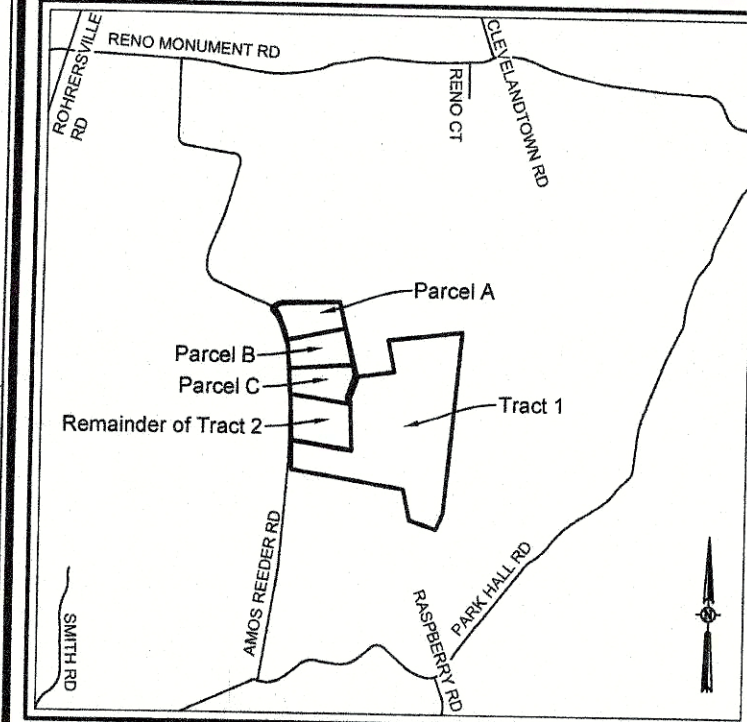 ROHRERSVILLE
RD
RENO MONUMENT RD
RENO CT
CLEVELANDTOWN RD
Parcel A
Parcel B
Parcel C
Remainder of Tract 2
Tract 1
AMOS REEDER RD
SMITH RD
RASPBERRY RD
PARK HALL RD
N